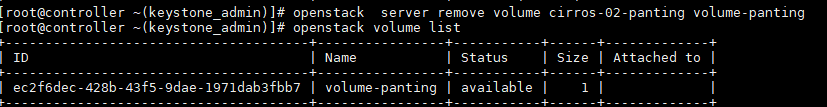 [root@controller ~(keystone_admin)]# openstack  server remove volume cirros-02-panting volume-panting
[root@controller ~(keystone_admin)]# openstack volume list
+--------------------------------------+----------------+-----------+------+-------------+
| ID                                   | Name           | Status    | Size | Attached to |
+--------------------------------------+----------------+-----------+------+-------------+
| ec2f6dec-428b-43f5-9dae-1971dab3fbb7 | volume-panting | available |    1 |             |
+--------------------------------------+----------------+-----------+------+-------------+